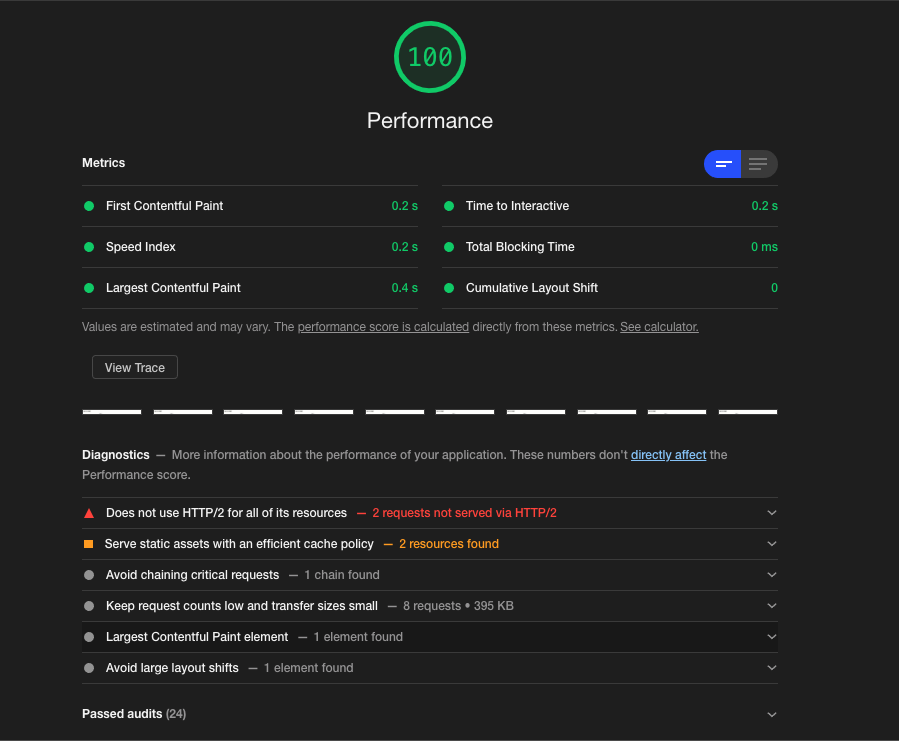 100
Performance
Metrics
First Contentful Paint 0.2 s
Time to Interactive 0.2 s
Speed Index 0.2 s
Total Blocking Time 0 ms
Largest Contentful Paint 0.4 s
Cumulative Layout Shift 0
Values are estimated and may vary. The performance score is calculated directly from these metrics. See calculator.
View Trace
Diagnostics — More information about the performance of your application. These numbers don't directly affect the
Performance score.
Does not use HTTP/2 for all of its resources — 2 requests not served via HTTP/2
Serve static assets with an efficient cache policy — 2 resources found
Avoid chaining critical requests — 1 chain found
Keep request counts low and transfer sizes small — 8 requests • 395 KB
Largest Contentful Paint element — 1 element found
Avoid large layout shifts — 1 element found
Passed audits (24)